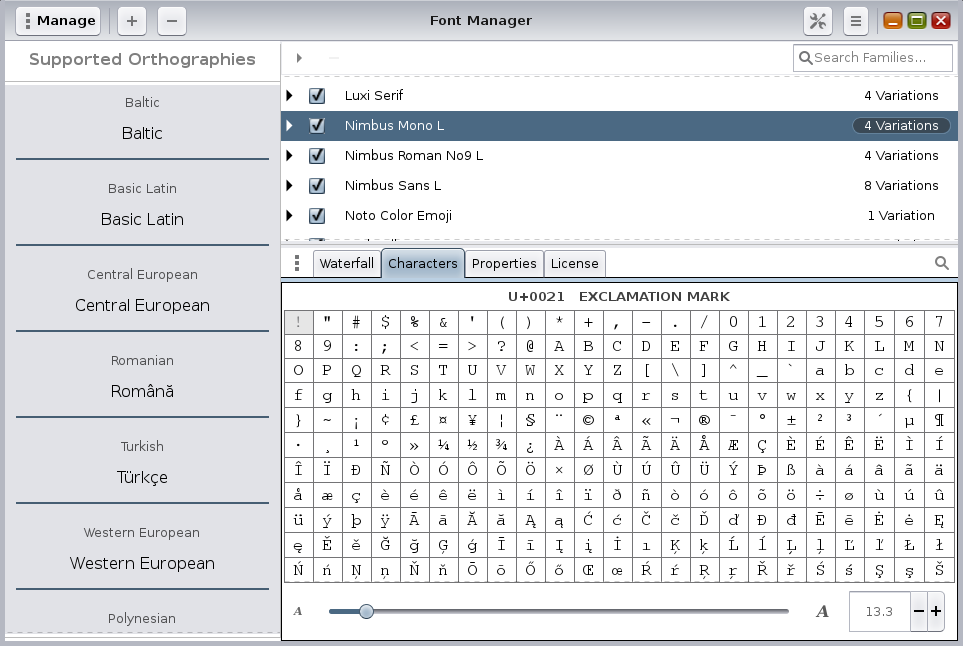 Manage + − Font Manager
Supported Orthographies
Search Families...
Baltic
Baltic
Basic Latin
Basic Latin
Central European
Central European
Romanian
Română
Turkish
Türkçe
Western European
Western European
Polynesian
Luxi Serif 4 Variations
Nimbus Mono L 4 Variations
Nimbus Roman No9 L 4 Variations
Nimbus Sans L 8 Variations
Noto Color Emoji 1 Variation
Waterfall Characters Properties License
U+0021 EXCLAMATION MARK
! " # $ % & ' ( ) * + , - . / 0 1 2 3 4 5 6 7
8 9 : ; < = > ? @ A B C D E F G H I J K L M N
O P Q R S T U V W X Y Z [ \ ] ^ _ ` a b c d e
f g h i j k l m n o p q r s t u v w x y z { |
} ~ ¡ ¢ £ ¤ ¥ ¦ § ¨ © ª « ¬ ® ¯ ° ± ² ³ ´ µ ¶
· ¸ ¹ º » ¼ ½ ¾ ¿ À Á Â Ã Ä Å Æ Ç È É Ê Ë Ì Í
Î Ï Ð Ñ Ò Ó Ô Õ Ö × Ø Ù Ú Û Ü Ý Þ ß à á â ã ä
å æ ç è é ê ë ì í î ï ð ñ ò ó ô õ ö ÷ ø ù ú û
ü ý þ ÿ Ā ā Ă ă Ą ą Ć ć Č č Ď ď Đ đ Ē ē Ė ė Ę
ę Ě ě Ğ ğ Ģ ģ Ī ī Į į İ ı Ķ ķ Ĺ ĺ Ļ ļ Ľ ľ Ł ł
Ń ń Ņ ņ Ň ň Ō ō Ő ő Œ œ Ŕ ŕ Ŗ ŗ Ř ř Ś ś Ş ş Š
A A 13.3 − +